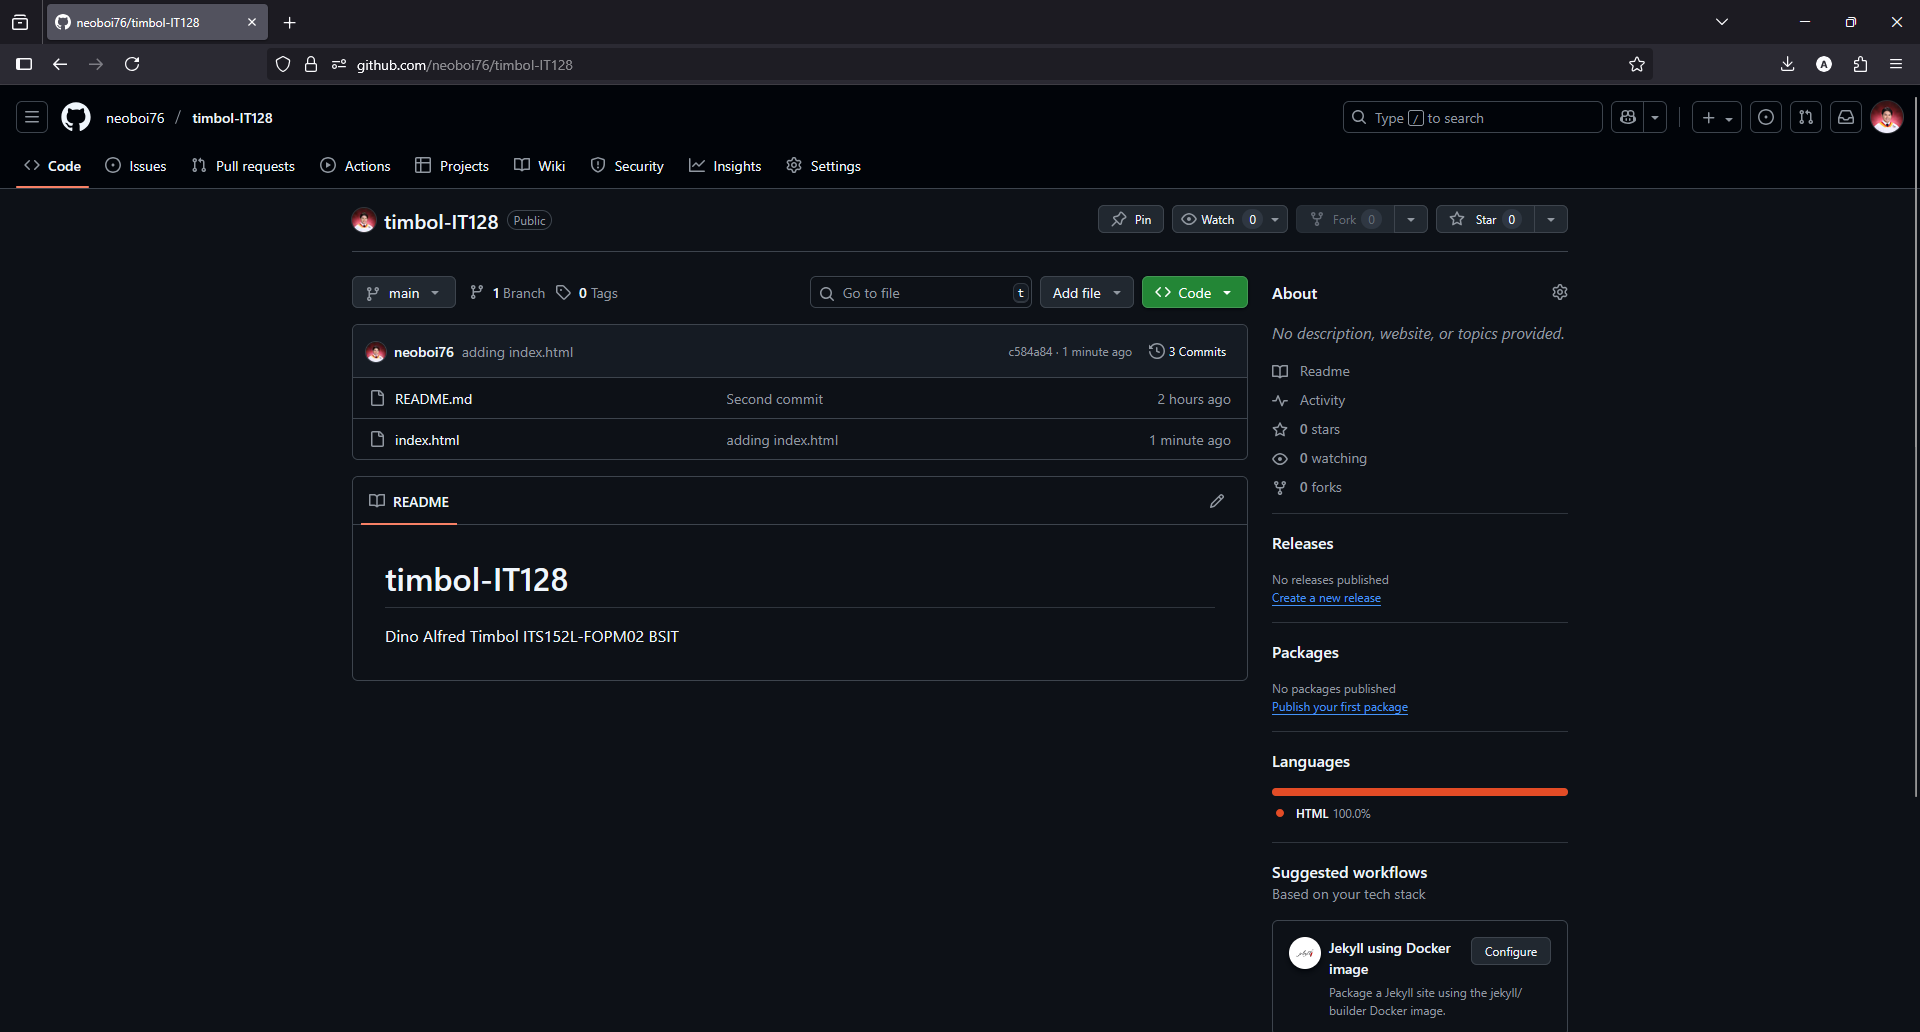 neoboi76/timbol-IT128
github.com/neoboi76/timbol-IT128
neoboi76 / timbol-IT128
Type / to search
Code Issues Pull requests Actions Projects Wiki Security Insights Settings
timbol-IT128 Public
Pin Watch 0 Fork 0 Star 0
main 1 Branch 0 Tags Go to file t Add file Code
neoboi76 adding index.html c584a84 · 1 minute ago 3 Commits
README.md Second commit 2 hours ago
index.html adding index.html 1 minute ago
README
timbol-IT128
Dino Alfred Timbol ITS152L-FOPM02 BSIT
About
No description, website, or topics provided.
Readme
Activity
0 stars
0 watching
0 forks
Releases
No releases published
Create a new release
Packages
No packages published
Publish your first package
Languages
HTML 100.0%
Suggested workflows
Based on your tech stack
Jekyll using Docker
image
Configure
Package a Jekyll site using the jekyll/
builder Docker image.